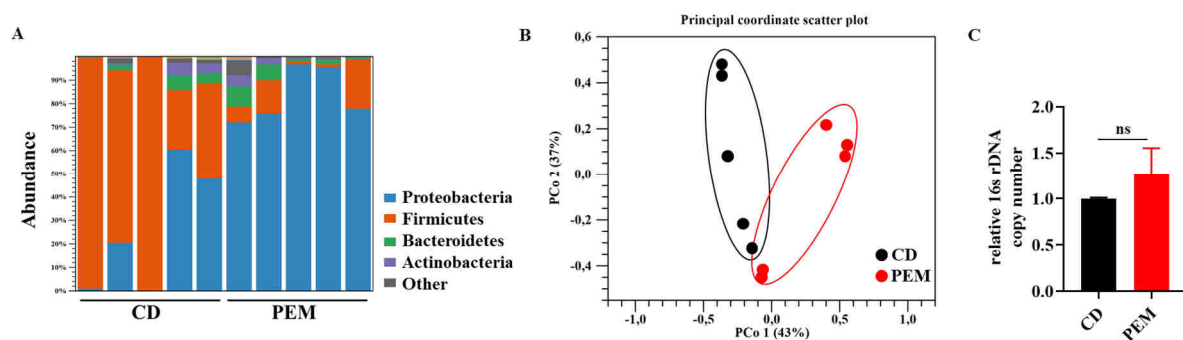 A
Abundance
90%
80%
70%
60%
50%
40%
30%
20%
10%
0%
CD
PEM
Proteobacteria
Firmicutes
Bacteroidetes
Actinobacteria
Other
B
Principal coordinate scatter plot
PCo 2 (37%)
0,6
0,4
0,2
0,0
-0,2
-0,4
-1,0
-0,5
0,0
0,5
1,0
PCo 1 (43%)
CD
PEM
C
relative 16s rDNA
copy number
2.0
1.5
1.0
0.5
0.0
ns
CD
PEM